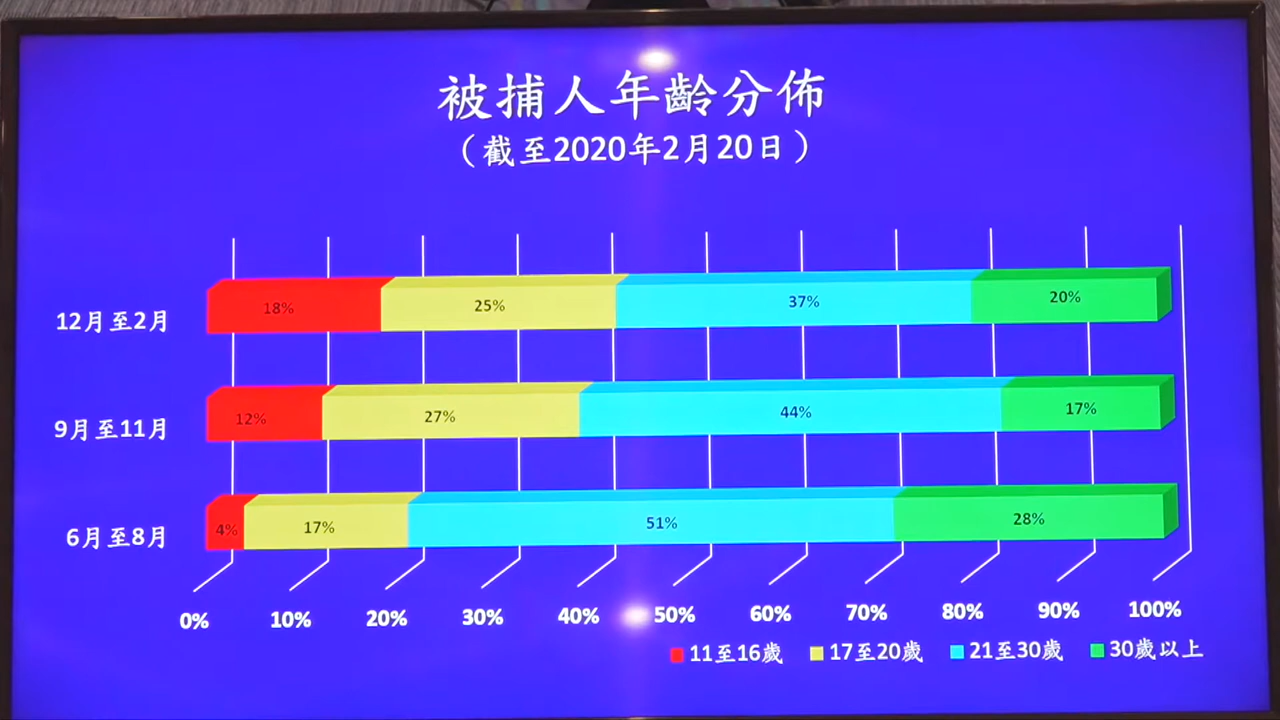 被捕人年齡分佈
（截至2020年2月20日）
12月至2月
18%
25%
37%
20%
9月至11月
12%
27%
44%
17%
6月至8月
4%
17%
51%
28%
0% 10% 20% 30% 40% 50% 60% 70% 80% 90% 100%
11至16歲 17至20歲 21至30歲 30歲以上